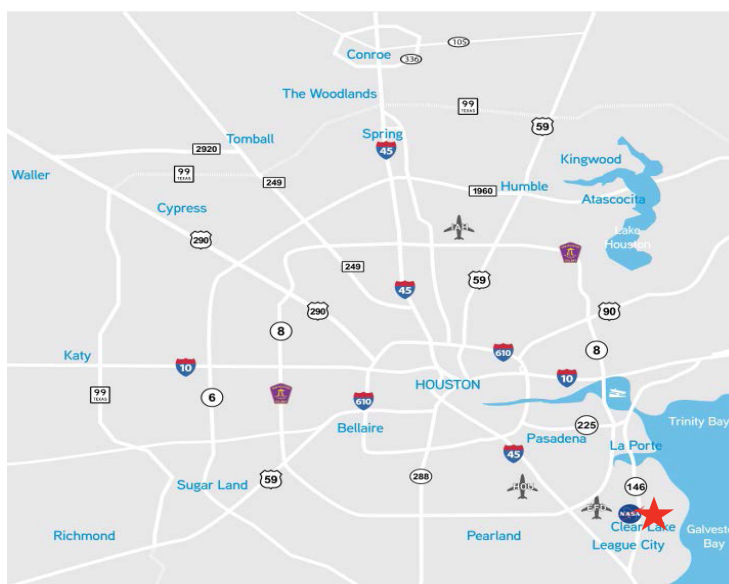 105
Conroe
336
The Woodlands
99
TEXAS
59
Spring
Tomball
2920
45
Kingwood
Waller
99
TEXAS
249
1960
Humble
Atascocita
Cypress
IAH
Lake
Houston
290
249
59
45
290
90
8
610
8
Katy
10
10
HOUSTON
99
TEXAS
6
610
Trinity Bay
Bellaire
225
Pasadena
La Porte
45
59
288
Sugar Land
HOU
146
EFD
NASA
Clear Lake
Richmond
Pearland
League City
Galvesto
Bay